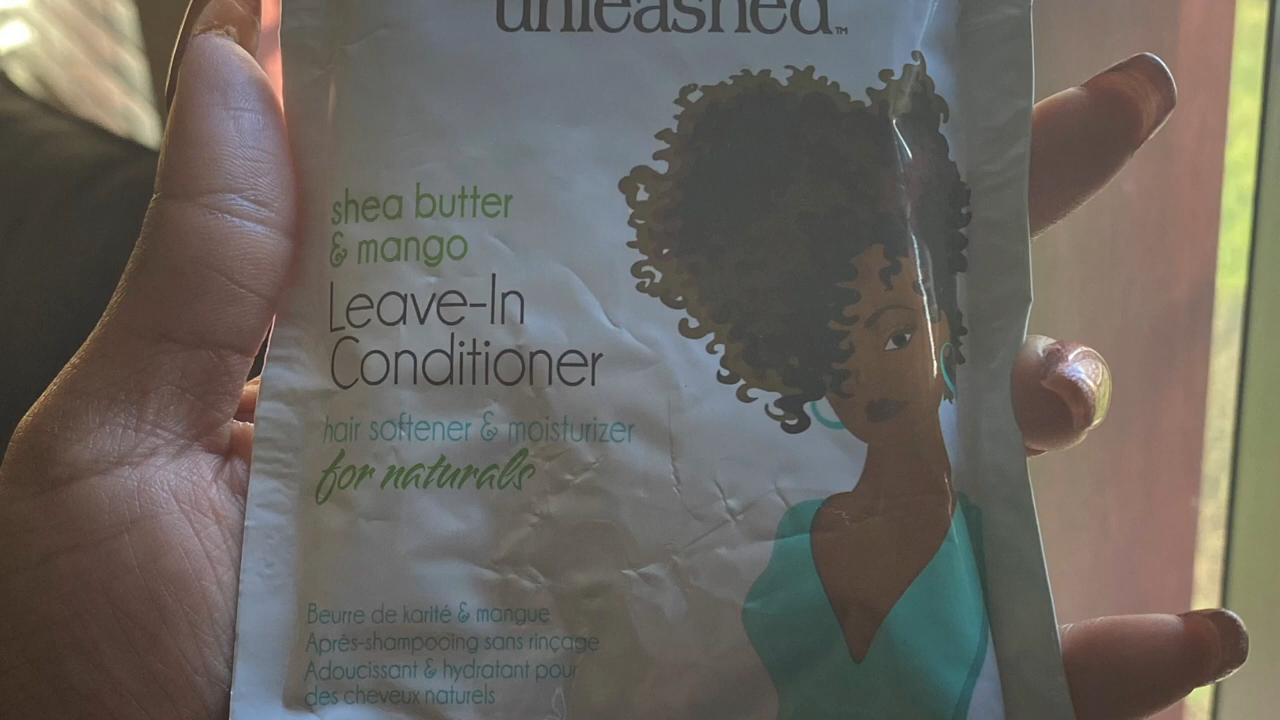 unleashed™
shea butter
& mango
Leave-In
Conditioner
hair softener & moisturizer
for naturals
Beurre de karité & mangue
Après-shampooing sans rinçage
Adoucissant & hydratant pour
des cheveux naturels